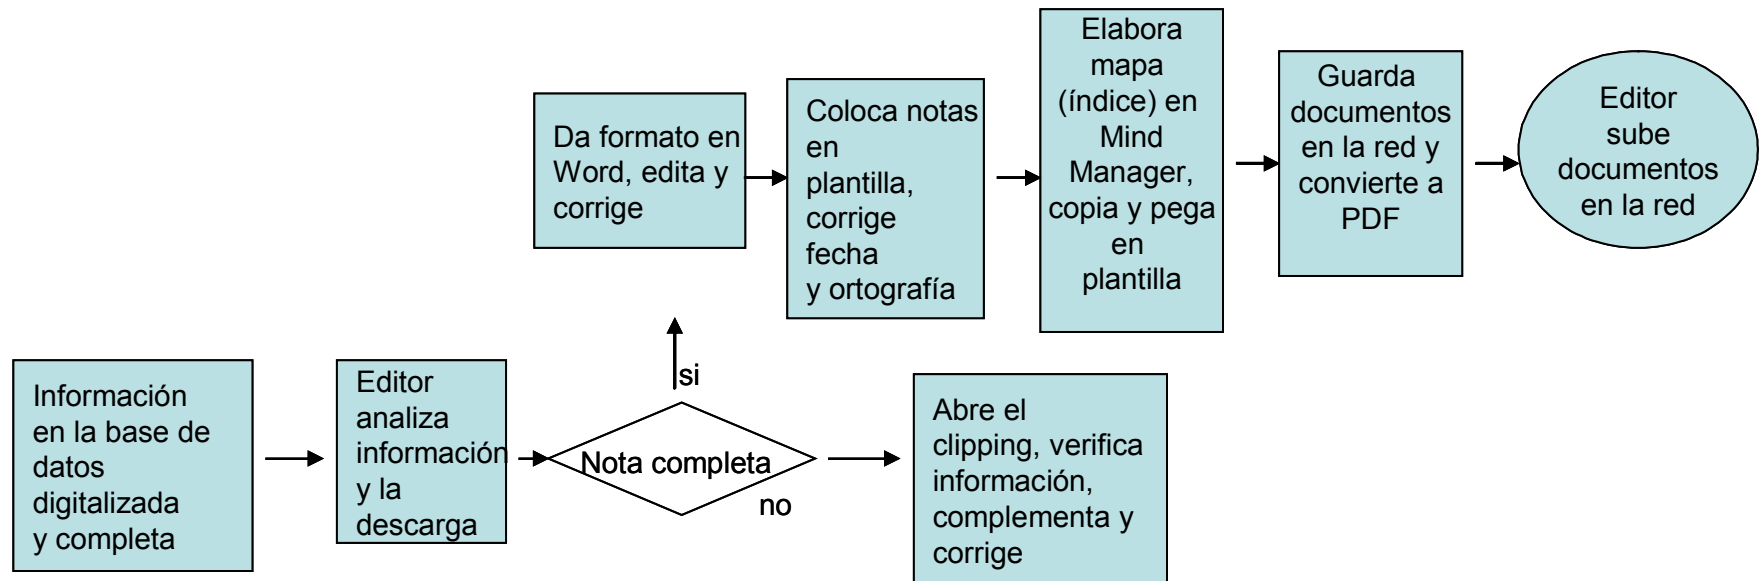 Elabora
mapa
(índice) en
Mind
Manager,
copia y pega
en
plantilla
Guarda
documentos
en la red y
convierte a
PDF
Editor
sube
documentos
en la red
Coloca notas
en
plantilla,
corrige
fecha
y ortografía
Da formato en
Word, edita y
corrige
si
Información
en la base de
datos
digitalizada
y completa
Editor
analiza
información
y la
descarga
Nota completa
no
Abre el
clipping, verifica
información,
complementa y
corrige